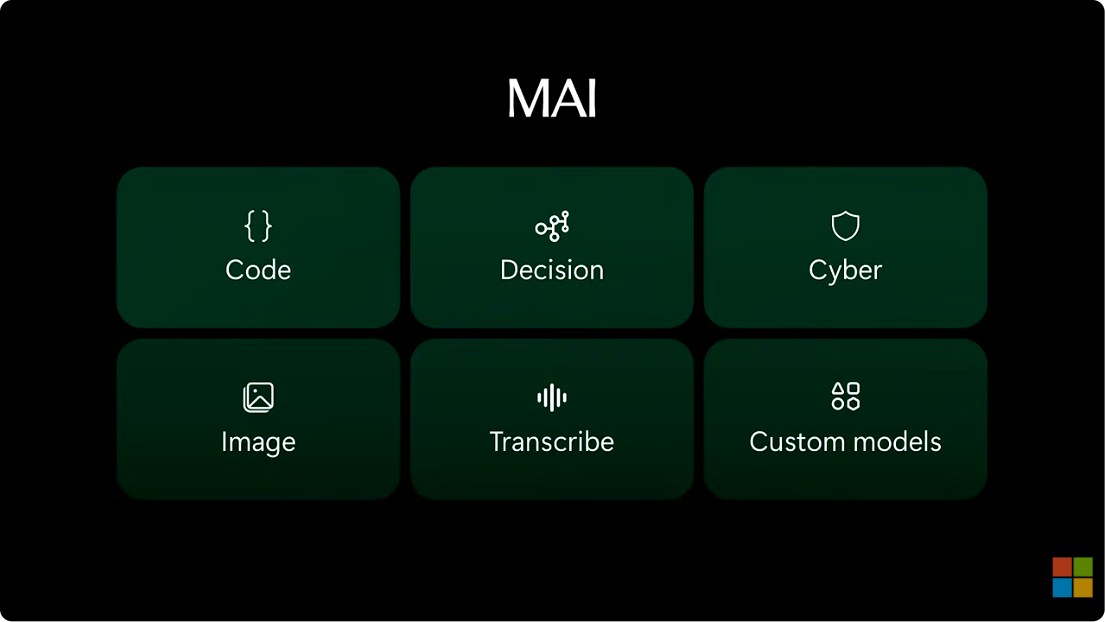 MAI
Code
Decision
Cyber
Image
Transcribe
Custom models